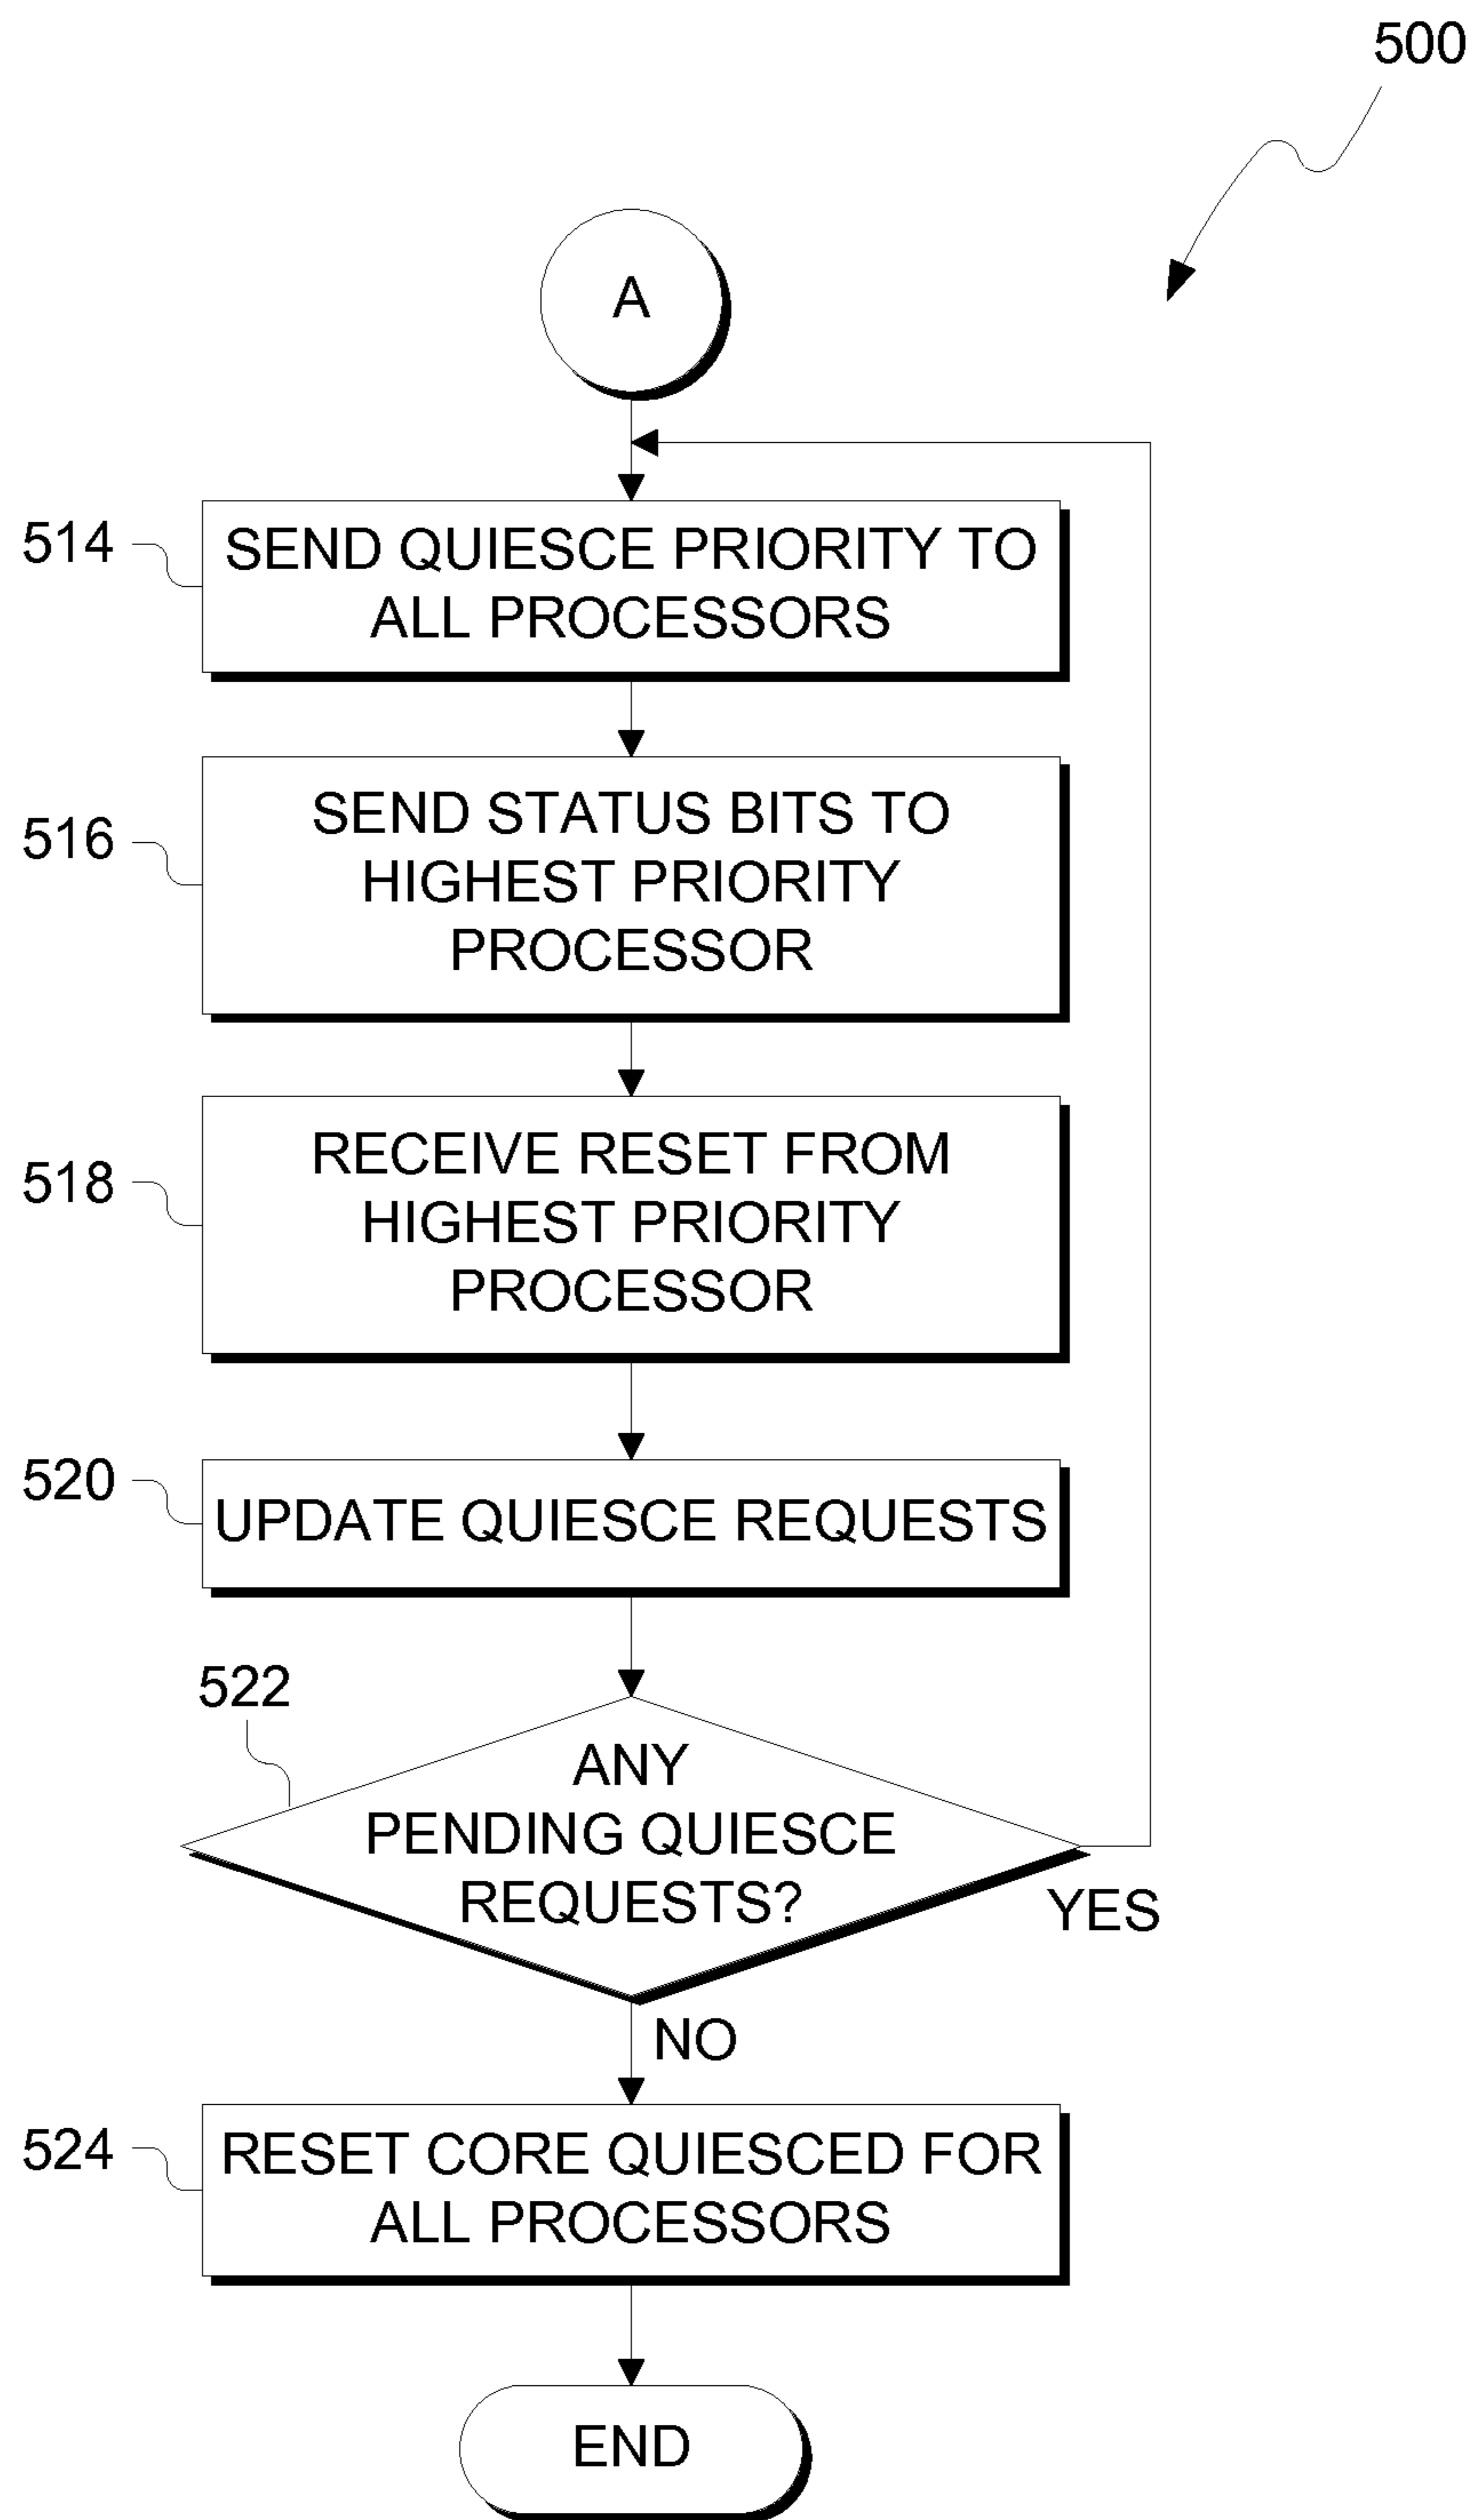 500
A
514
SEND QUIESCE PRIORITY TO
ALL PROCESSORS
516
SEND STATUS BITS TO
HIGHEST PRIORITY
PROCESSOR
518
RECEIVE RESET FROM
HIGHEST PRIORITY
PROCESSOR
520
UPDATE QUIESCE REQUESTS
522
ANY
PENDING QUIESCE
REQUESTS?
YES
NO
524
RESET CORE QUIESCED FOR
ALL PROCESSORS
END